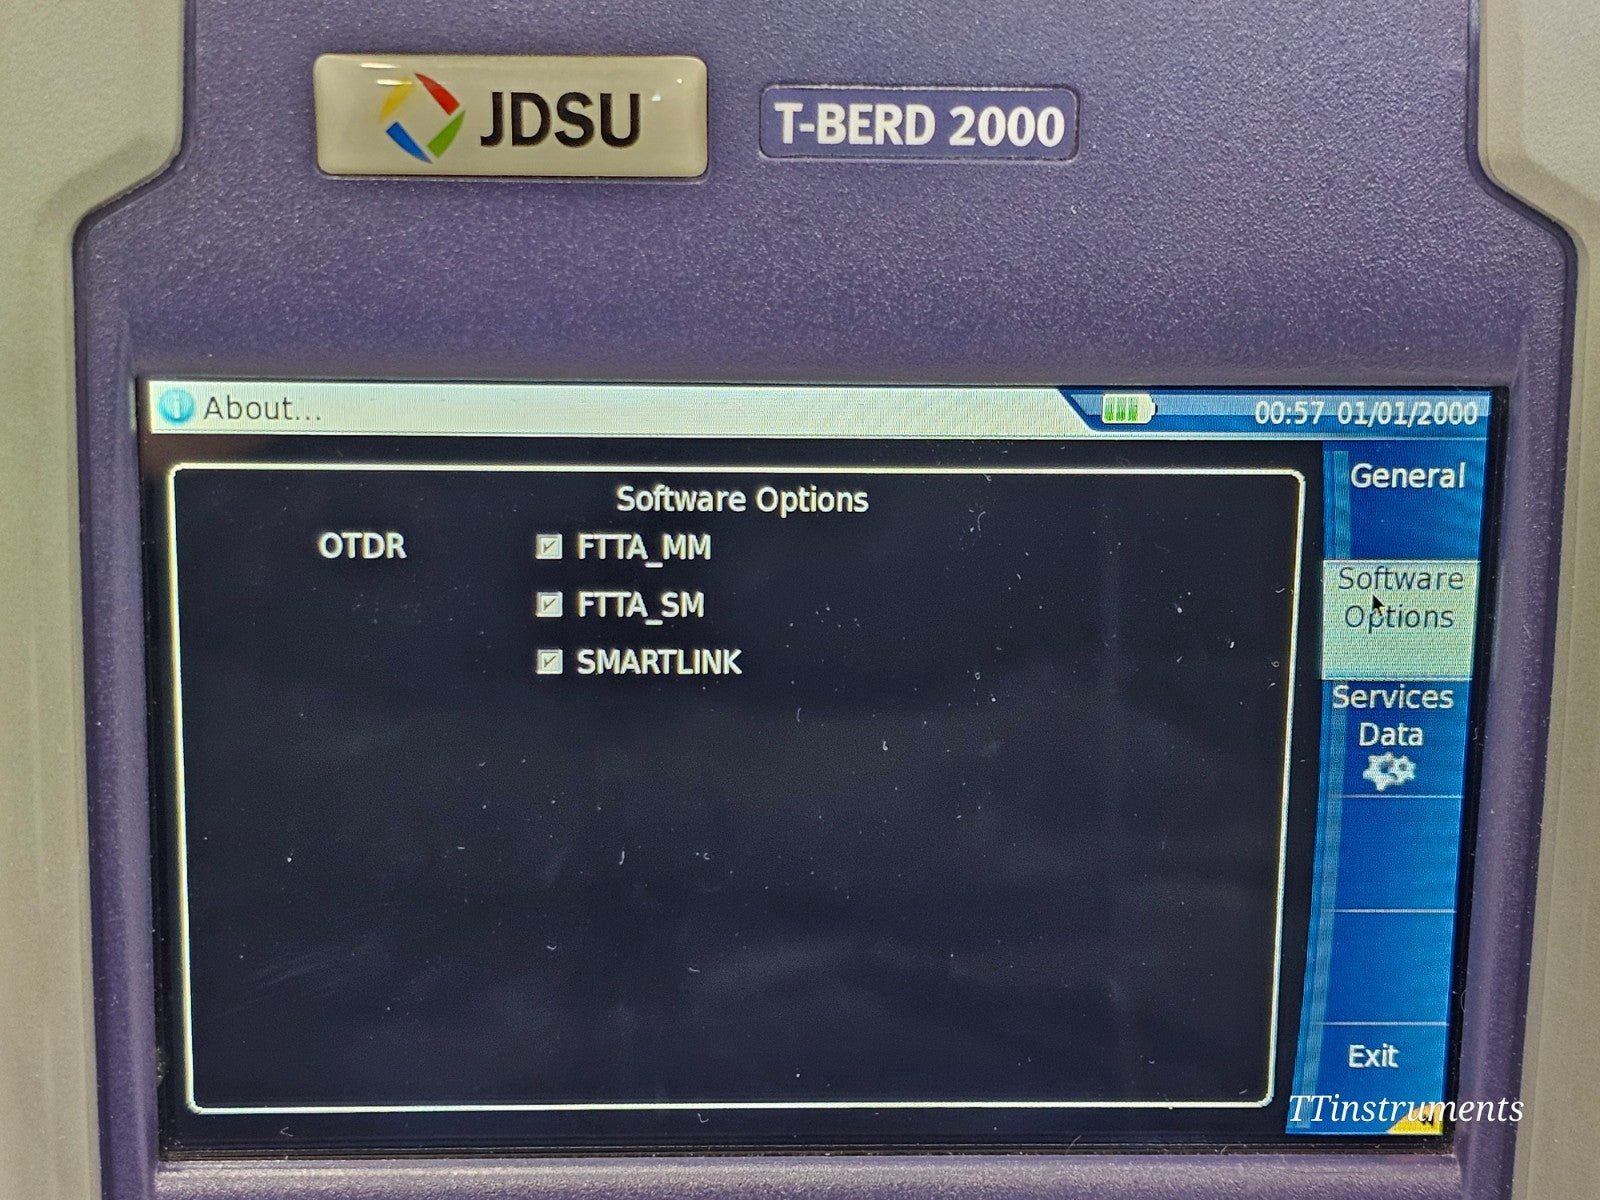 JDSU
T-BERD 2000
About...
00:57 01/01/2000
Software Options
OTDR
FTTA_MM
FTTA_SM
SMARTLINK
General
Software
Options
Services
Data
Exit
TTinstruments